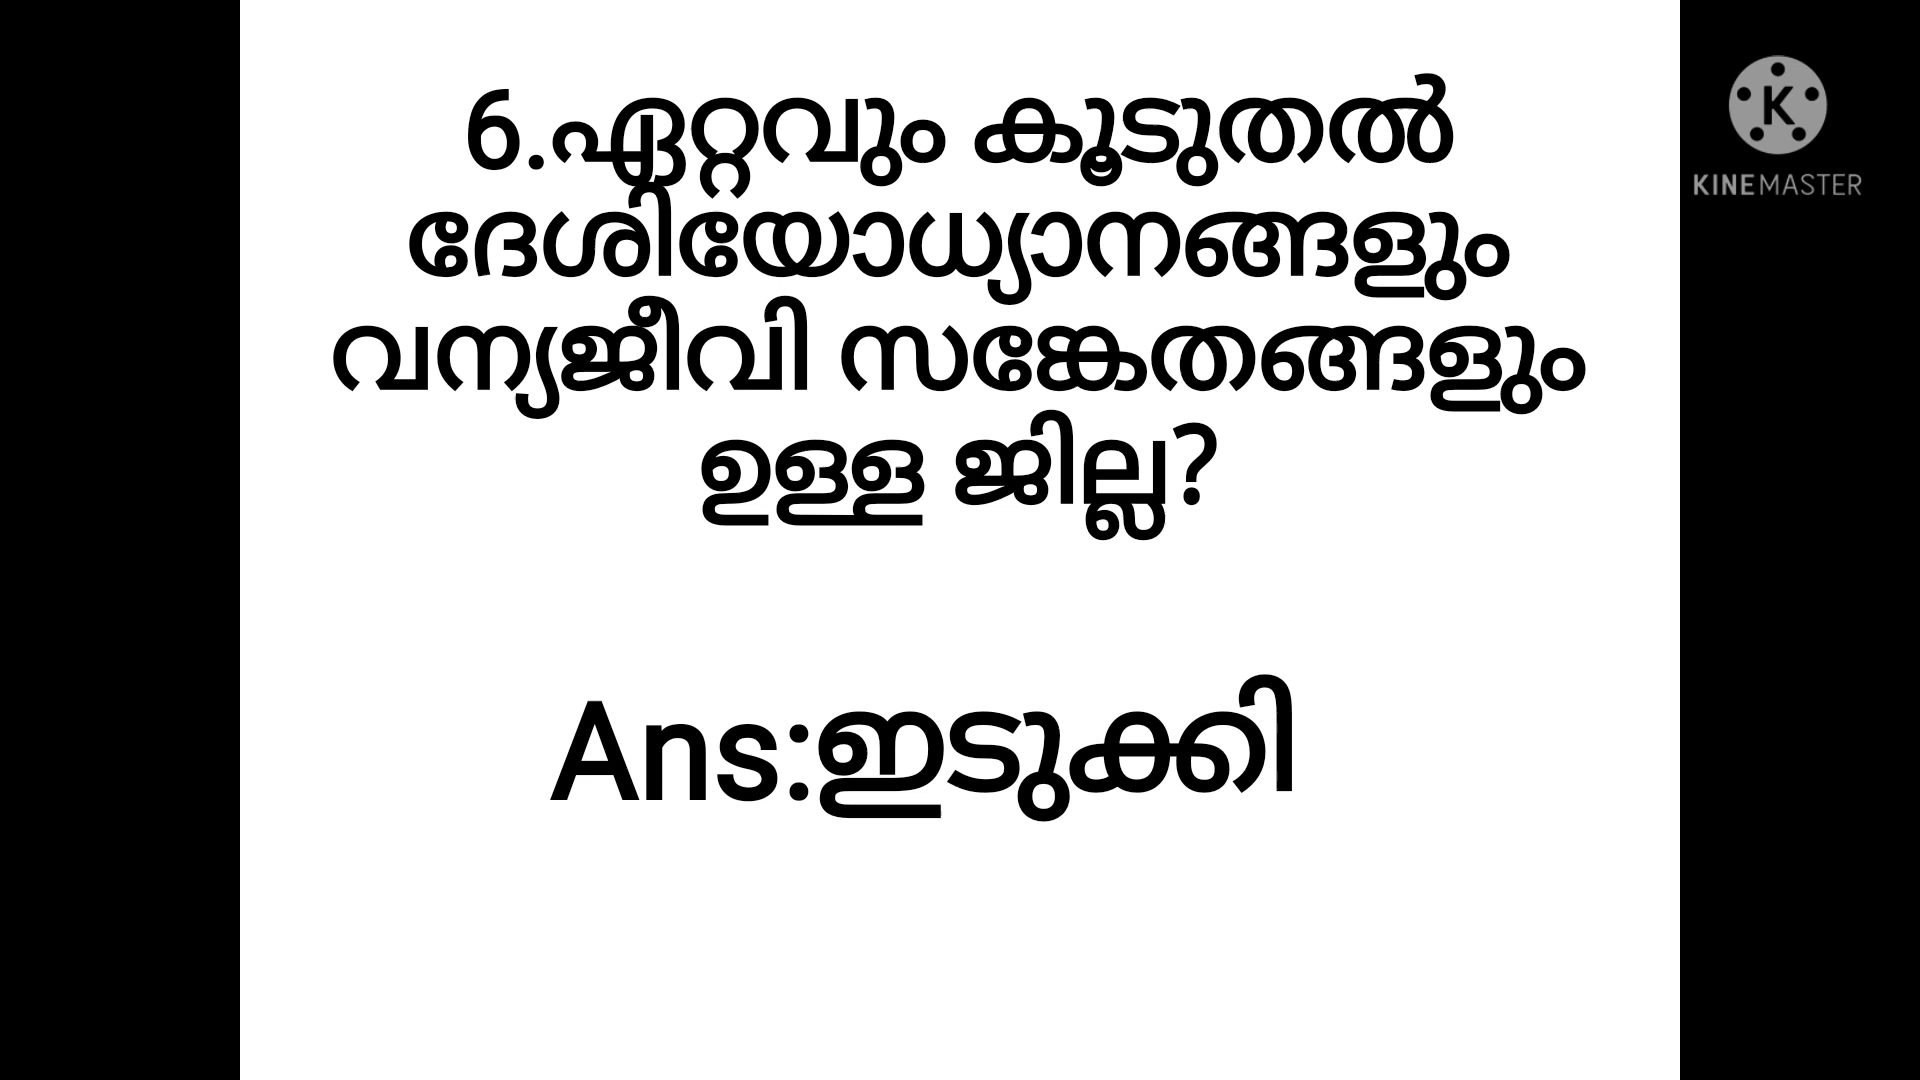 6.ഏറ്റവും കൂടുതൽ
ദേശിയോധ്യാനങ്ങളും
വന്യജീവി സങ്കേതങ്ങളും
ഉള്ള ജില്ല?
Ans:ഇടുക്കി
K
KINEMASTER